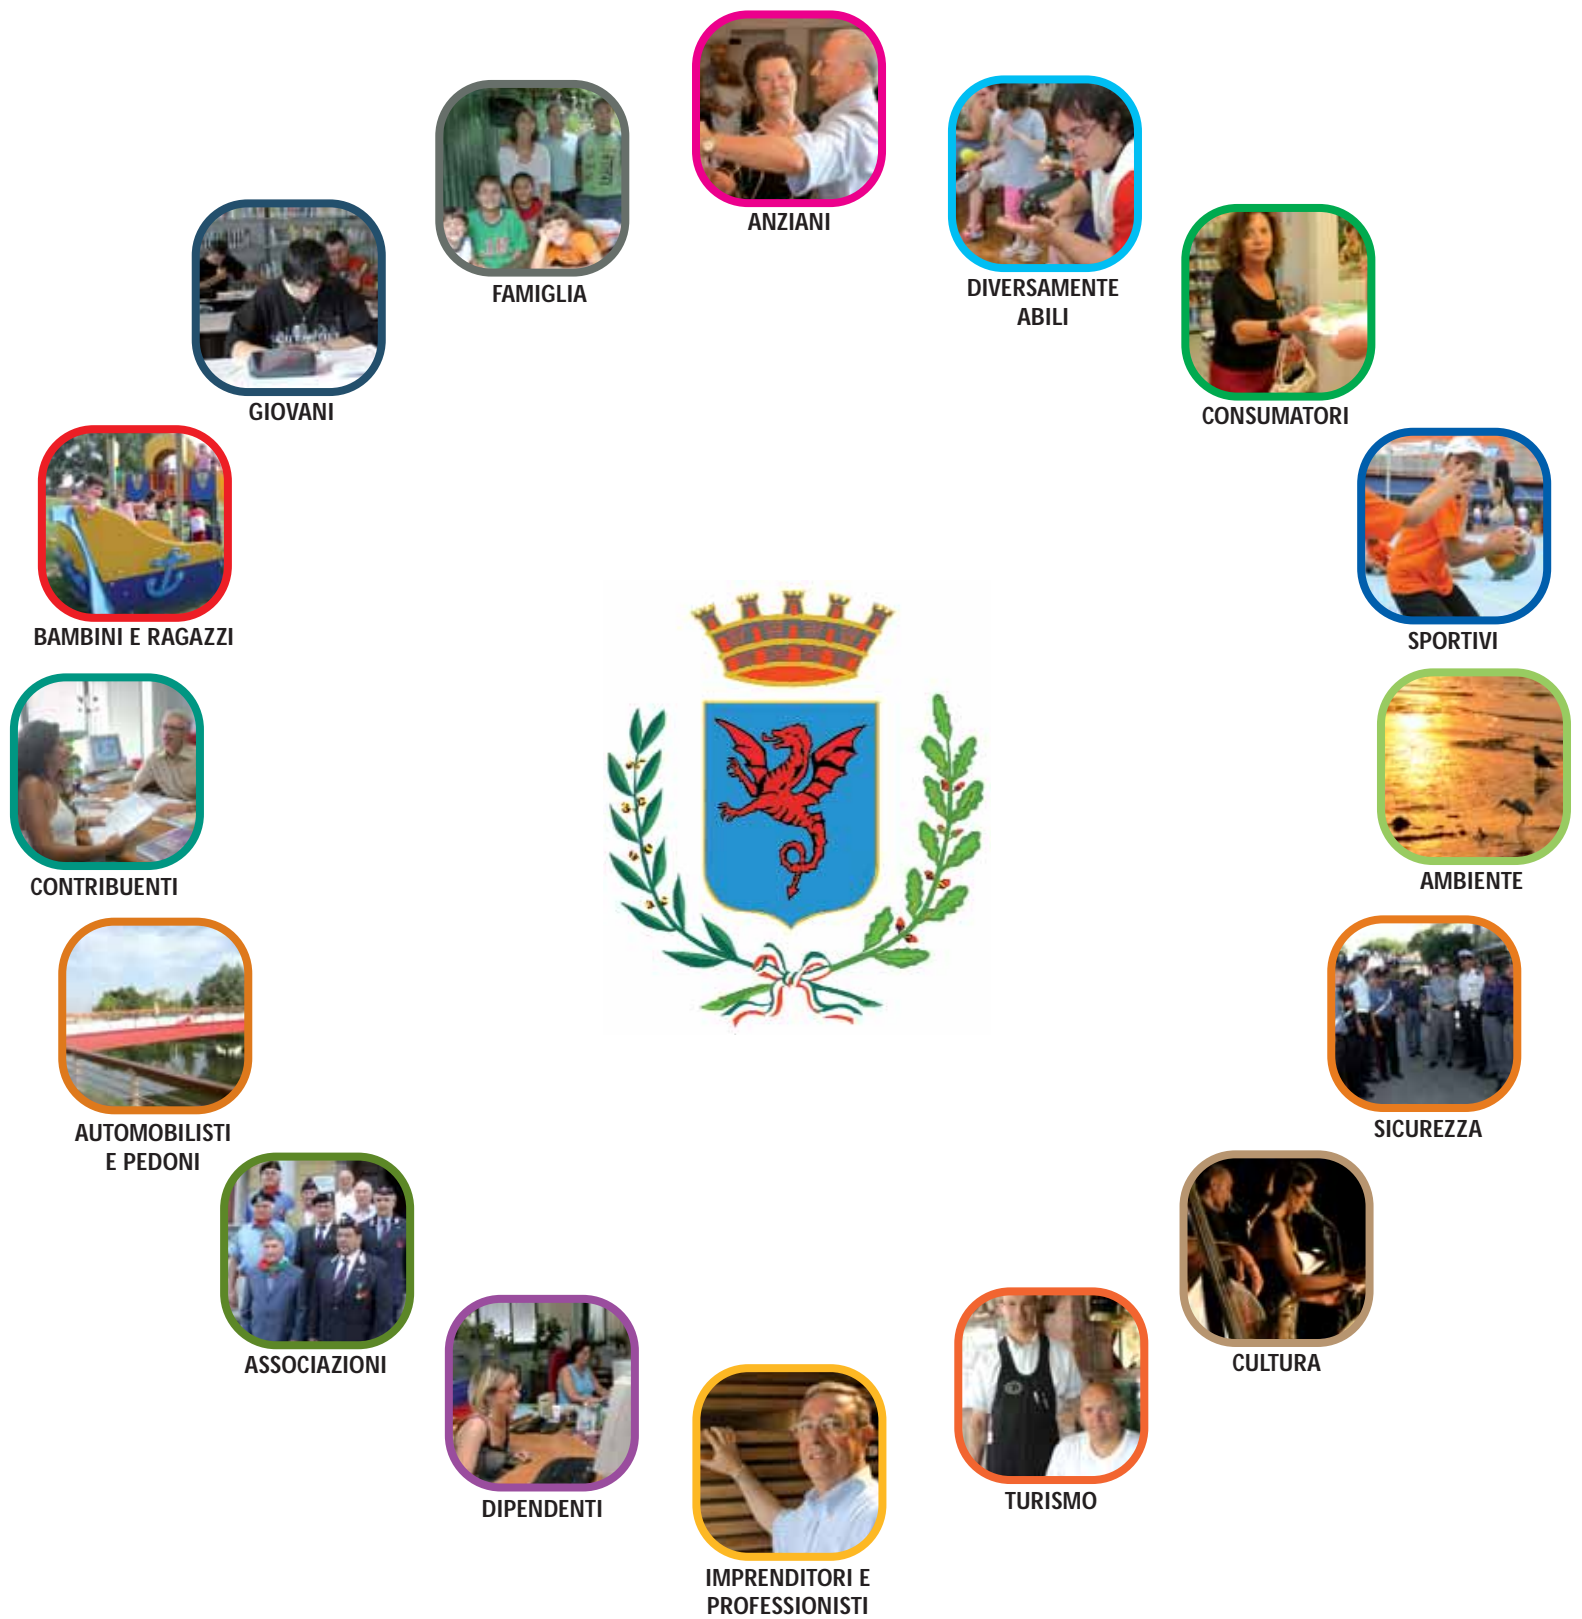 ANZIANI
DIVERSAMENTE
ABILI
CONSUMATORI
SPORTIVI
AMBIENTE
SICUREZZA
CULTURA
TURISMO
IMPRENDITORI E
PROFESSIONISTI
DIPENDENTI
ASSOCIAZIONI
AUTOMOBILISTI
E PEDONI
CONTRIBUENTI
BAMBINI E RAGAZZI
GIOVANI
FAMIGLIA